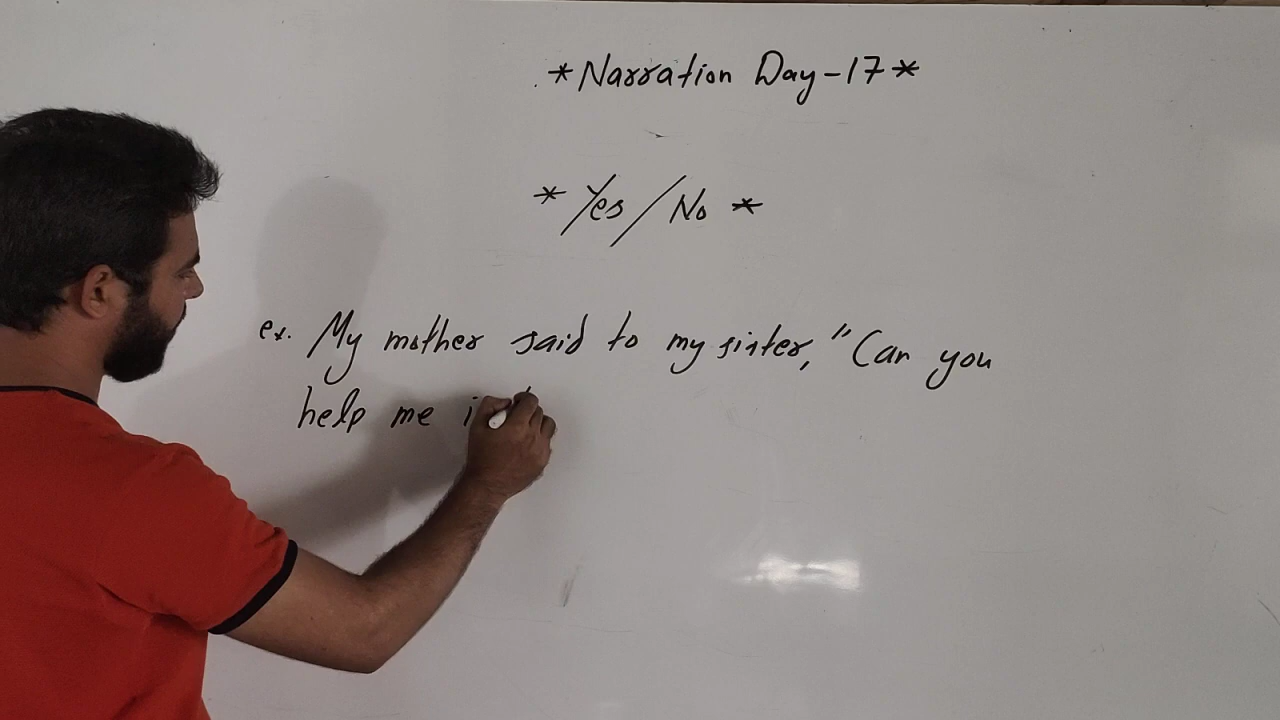 *Narration Day-17*
*Yes/No*
ex. My mother said to my sister, "Can you
help me